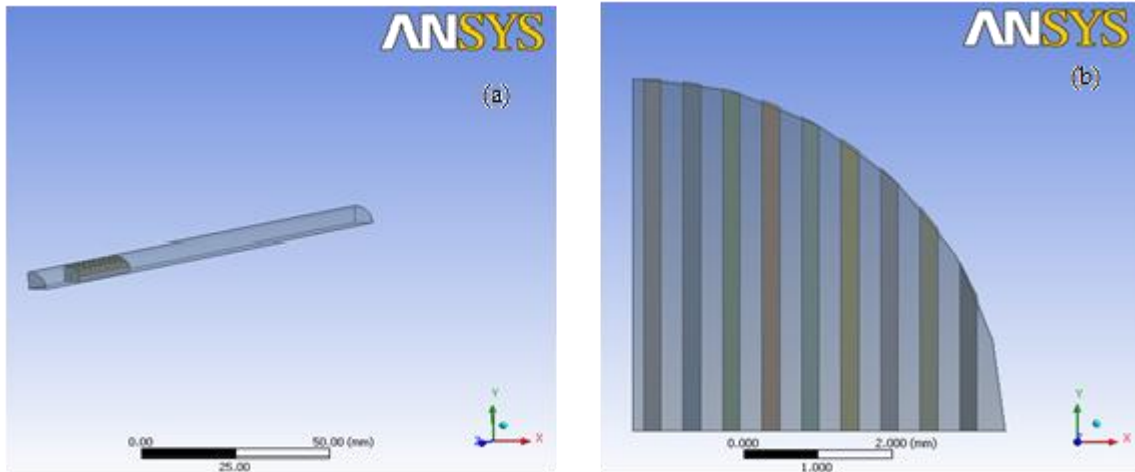 ANSYS
(a)
Y
Z
X
0.00
50.00 (mm)
25.00
ANSYS
(b)
Y
Z
X
0.000
2.000 (mm)
1.000